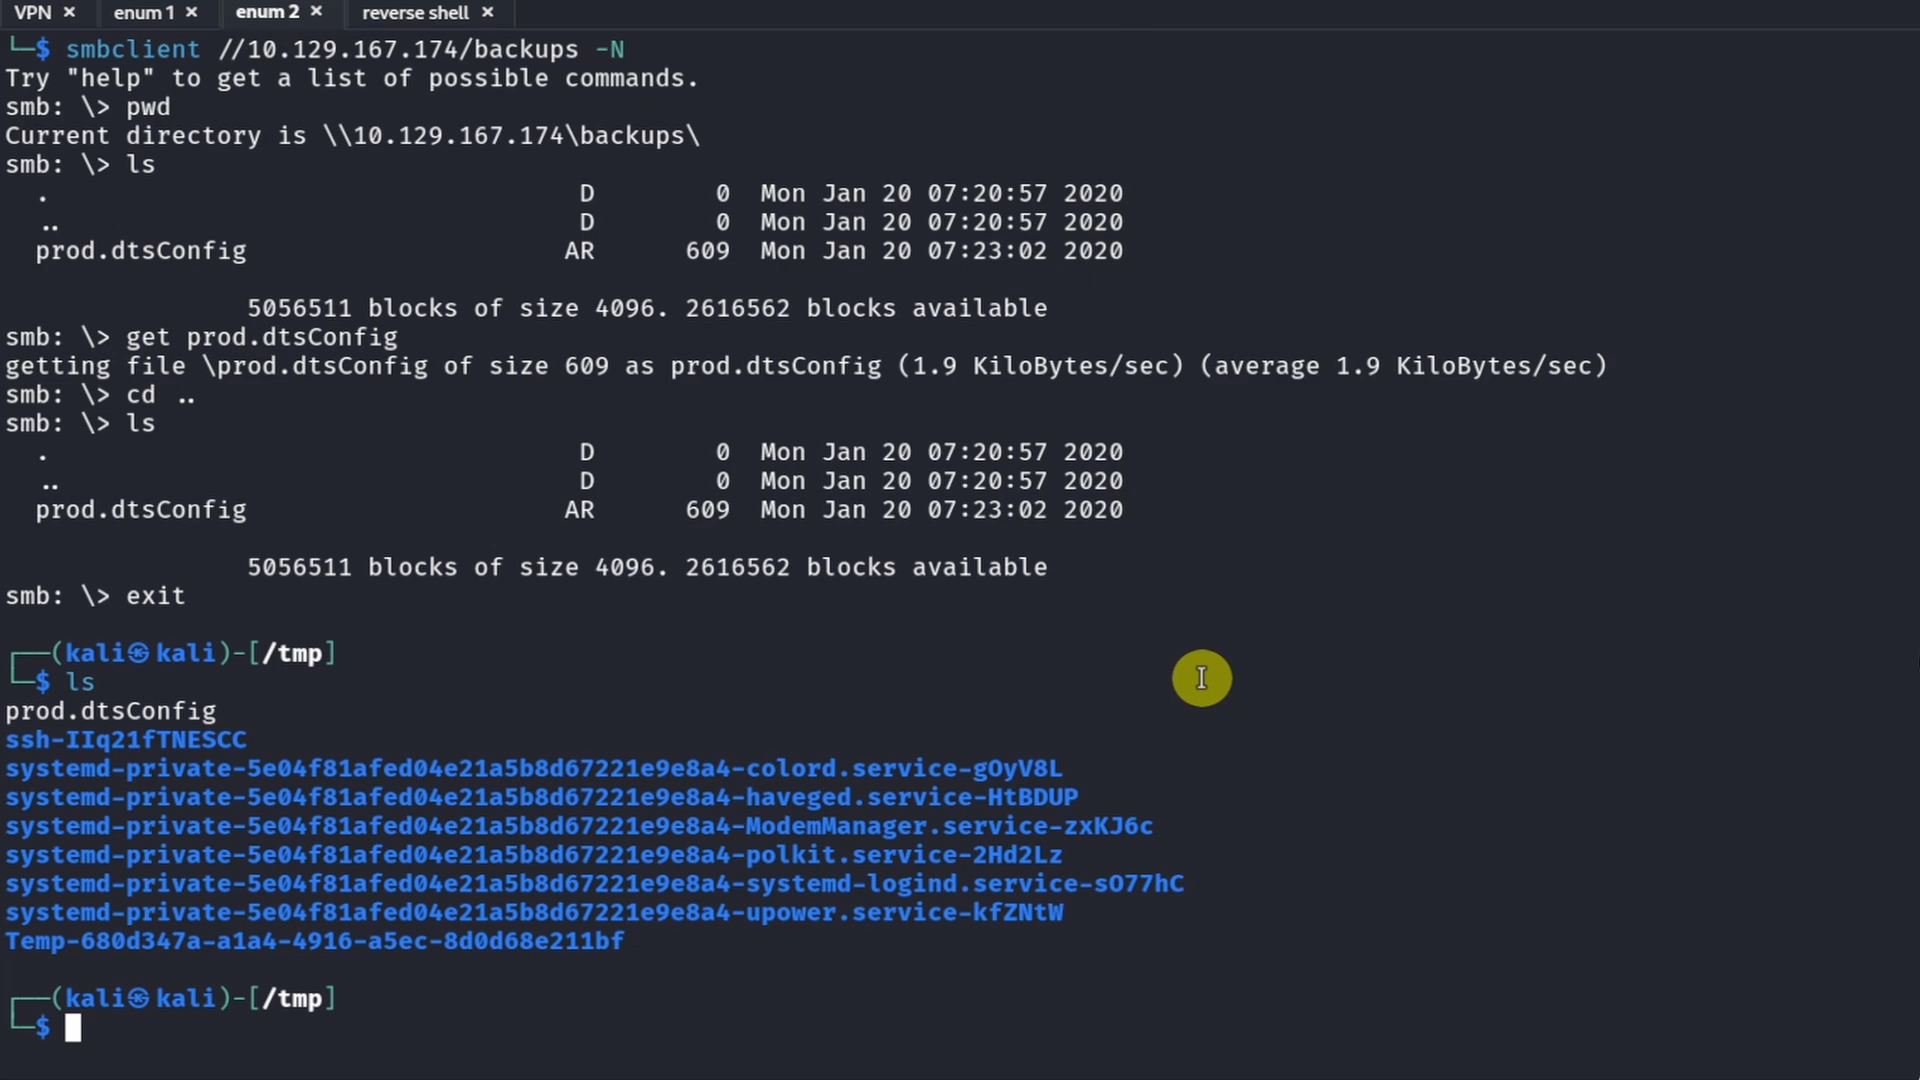 VPN × enum 1 × enum 2 × reverse shell ×
└─$ smbclient //10.129.167.174/backups -N
Try "help" to get a list of possible commands.
smb: \> pwd
Current directory is \\10.129.167.174\backups\
smb: \> ls
  .                                   D        0  Mon Jan 20 07:20:57 2020
  ..                                  D        0  Mon Jan 20 07:20:57 2020
  prod.dtsConfig                     AR      609  Mon Jan 20 07:23:02 2020
                5056511 blocks of size 4096. 2616562 blocks available
smb: \> get prod.dtsConfig
getting file \prod.dtsConfig of size 609 as prod.dtsConfig (1.9 KiloBytes/sec) (average 1.9 KiloBytes/sec)
smb: \> cd ..
smb: \> ls
  .                                   D        0  Mon Jan 20 07:20:57 2020
  ..                                  D        0  Mon Jan 20 07:20:57 2020
  prod.dtsConfig                     AR      609  Mon Jan 20 07:23:02 2020
                5056511 blocks of size 4096. 2616562 blocks available
smb: \> exit
┌──(kali㉿kali)-[/tmp]
└─$ ls
prod.dtsConfig
ssh-IIq21fTNESCC
systemd-private-5e04f81afed04e21a5b8d67221e9e8a4-colord.service-gOyV8L
systemd-private-5e04f81afed04e21a5b8d67221e9e8a4-haveged.service-HtBDUP
systemd-private-5e04f81afed04e21a5b8d67221e9e8a4-ModemManager.service-zxKJ6c
systemd-private-5e04f81afed04e21a5b8d67221e9e8a4-polkit.service-2Hd2Lz
systemd-private-5e04f81afed04e21a5b8d67221e9e8a4-systemd-logind.service-sO77hC
systemd-private-5e04f81afed04e21a5b8d67221e9e8a4-upower.service-kfZNtW
Temp-680d347a-a1a4-4916-a5ec-8d0d68e211bf
┌──(kali㉿kali)-[/tmp]
└─$